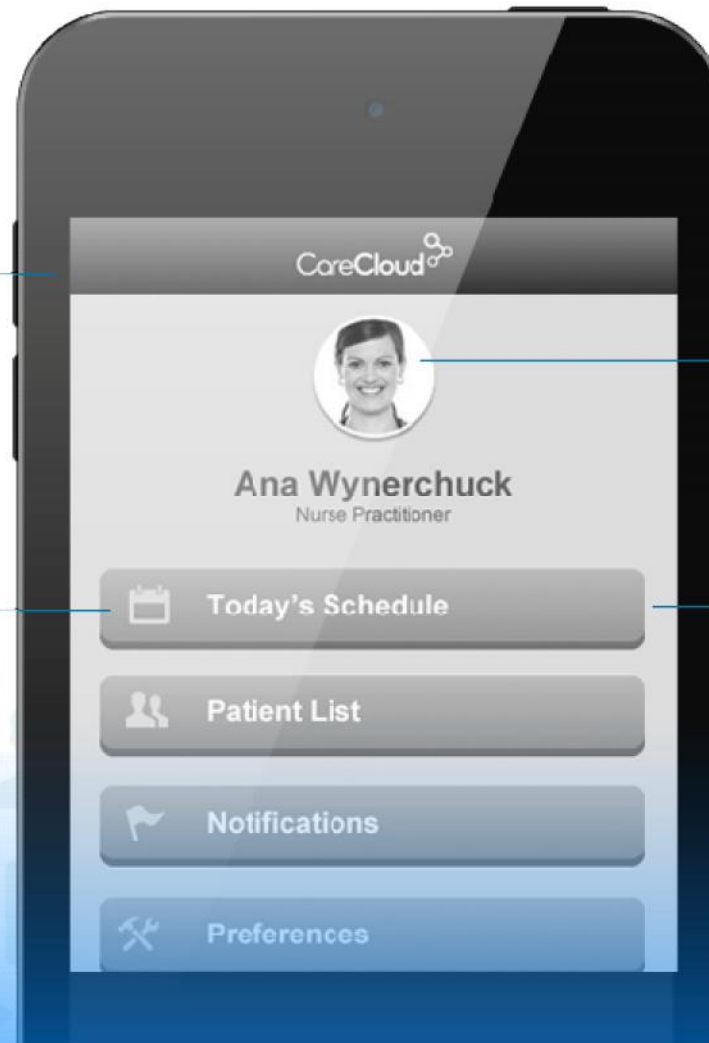 CareCloud
Ana Wynerchuck
Nurse Practitioner
Today's Schedule
Patient List
Notifications
Preferences